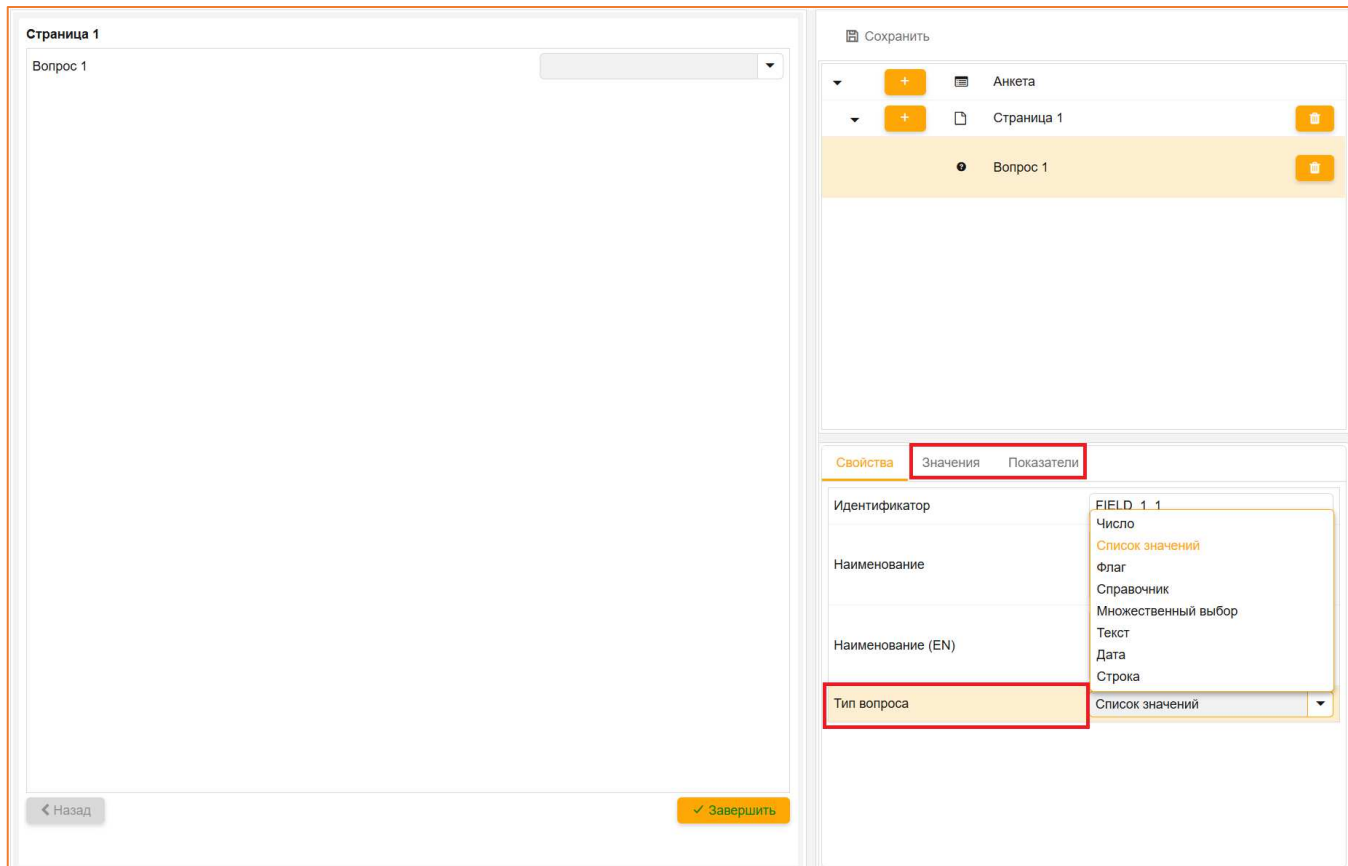 Страница 1
Вопрос 1
Назад
Завершить
Сохранить
Анкета
Страница 1
Вопрос 1
Свойства Значения Показатели
Идентификатор FIELD_1_1
Число
Список значений
Наименование Флаг
Справочник
Множественный выбор
Текст
Наименование (EN) Дата
Строка
Тип вопроса Список значений